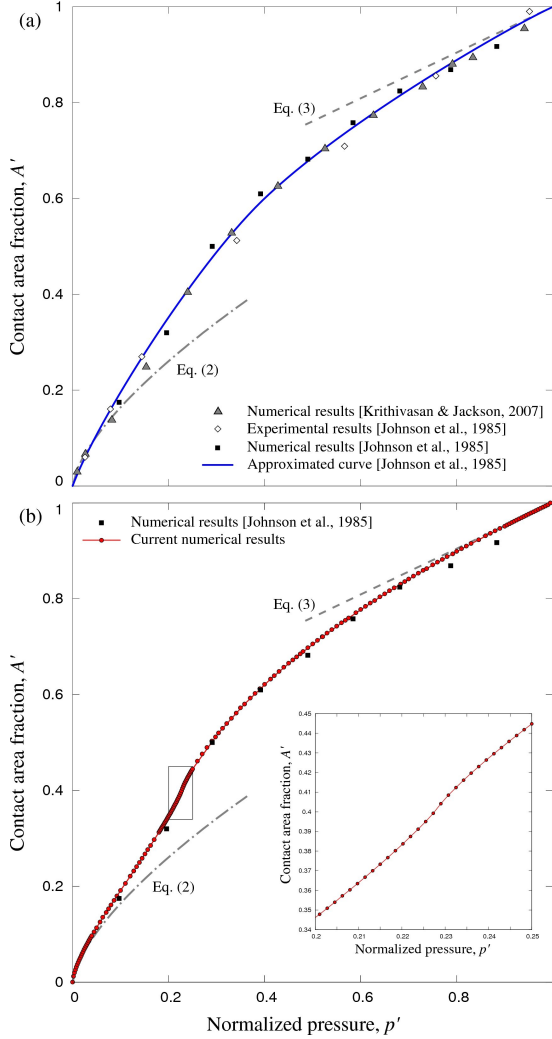 (a)
1
0.8
0.6
0.4
0.2
0
Contact area fraction, A′
Eq. (3)
Eq. (2)
Numerical results [Krithivasan & Jackson, 2007]
Experimental results [Johnson et al., 1985]
Numerical results [Johnson et al., 1985]
Approximated curve [Johnson et al., 1985]
(b)
1
0.8
0.6
0.4
0.2
0
Contact area fraction, A′
Numerical results [Johnson et al., 1985]
Current numerical results
Eq. (3)
Eq. (2)
0.45
0.44
0.43
0.42
0.41
0.40
0.39
0.38
0.37
0.36
0.35
0.34
Contact area fraction, A′
0.2 0.21 0.22 0.23 0.24 0.25
Normalized pressure, p′
0 0.2 0.4 0.6 0.8
Normalized pressure, p′